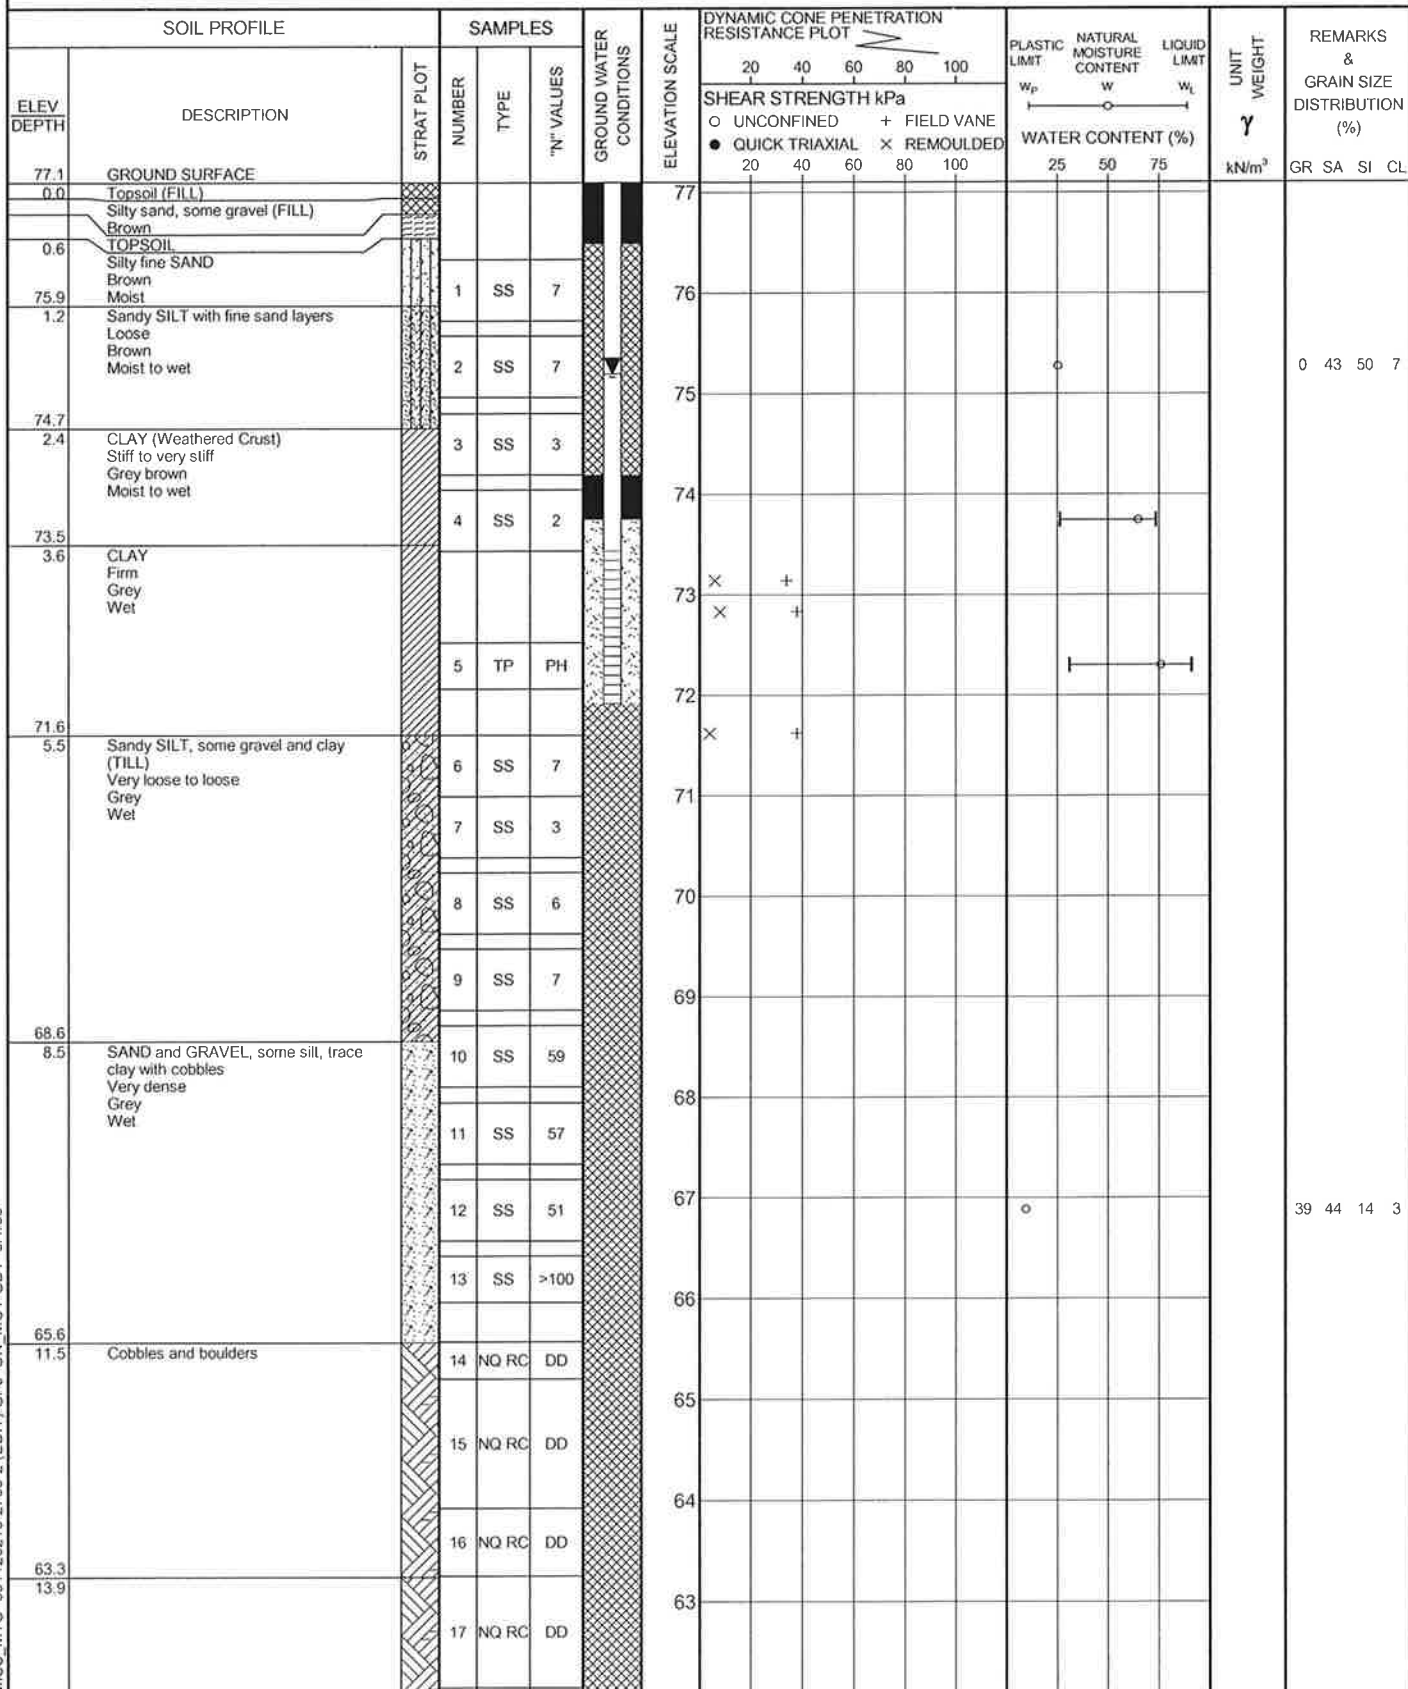 SOIL PROFILE
SAMPLES
ELEV
DEPTH
DESCRIPTION
STRAT PLOT
NUMBER
TYPE
"N" VALUES
GROUND WATER
CONDITIONS
ELEVATION SCALE
DYNAMIC CONE PENETRATION
RESISTANCE PLOT
20 40 60 80 100
SHEAR STRENGTH kPa
○ UNCONFINED + FIELD VANE
● QUICK TRIAXIAL × REMOULDED
20 40 60 80 100
PLASTIC
LIMIT
NATURAL
MOISTURE
CONTENT
LIQUID
LIMIT
WP W WL
WATER CONTENT (%)
25 50 75
UNIT
WEIGHT
γ
kN/m³
REMARKS
&
GRAIN SIZE
DISTRIBUTION
(%)
GR SA SI CL
77.1 GROUND SURFACE
0.0 Topsoil (FILL)
77
Silty sand, some gravel (FILL)
Brown
0.6 TOPSOIL
Silty fine SAND
Brown
75.9 Moist
1 SS 7
76
1.2 Sandy SILT with fine sand layers
Loose
Brown
Moist to wet
2 SS 7
0 43 50 7
75
74.7
2.4 CLAY (Weathered Crust)
Stiff to very stiff
Grey brown
Moist to wet
3 SS 3
74
4 SS 2
73.5
3.6 CLAY
Firm
Grey
Wet
73
5 TP PH
72
71.6
5.5 Sandy SILT, some gravel and clay
(TILL)
Very loose to loose
Grey
Wet
6 SS 7
71
7 SS 3
70
8 SS 6
9 SS 7
69
68.6
8.5 SAND and GRAVEL, some silt, trace
clay with cobbles
Very dense
Grey
Wet
10 SS 59
68
11 SS 57
67
12 SS 51
39 44 14 3
13 SS >100
66
65.6
11.5 Cobbles and boulders
14 NQ RC DD
65
15 NQ RC DD
64
16 NQ RC DD
63.3
13.9
63
17 NQ RC DD